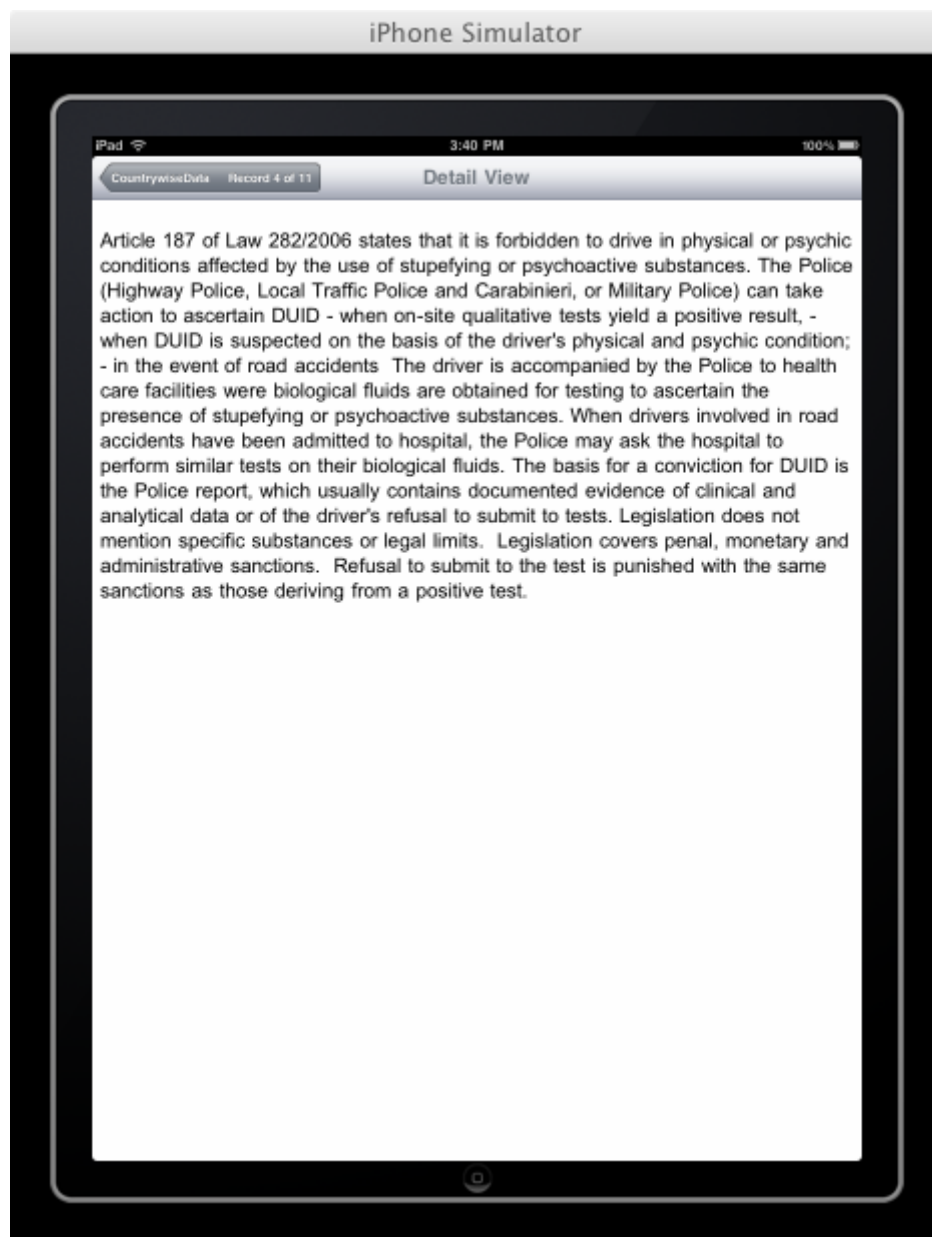 iPhone Simulator
iPad 3:40 PM 100%
CountrywiseData Record 4 of 11 Detail View
Article 187 of Law 282/2006 states that it is forbidden to drive in physical or psychic
conditions affected by the use of stupefying or psychoactive substances. The Police
(Highway Police, Local Traffic Police and Carabinieri, or Military Police) can take
action to ascertain DUID - when on-site qualitative tests yield a positive result, -
when DUID is suspected on the basis of the driver's physical and psychic condition;
- in the event of road accidents  The driver is accompanied by the Police to health
care facilities were biological fluids are obtained for testing to ascertain the
presence of stupefying or psychoactive substances. When drivers involved in road
accidents have been admitted to hospital, the Police may ask the hospital to
perform similar tests on their biological fluids. The basis for a conviction for DUID is
the Police report, which usually contains documented evidence of clinical and
analytical data or of the driver's refusal to submit to tests. Legislation does not
mention specific substances or legal limits.  Legislation covers penal, monetary and
administrative sanctions.  Refusal to submit to the test is punished with the same
sanctions as those deriving from a positive test.